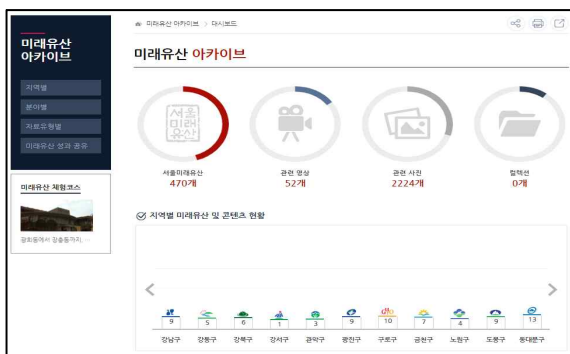 미래유산 아카이브 > 대시보드
미래유산
아카이브
지역별
분야별
자료유형별
미래유산 성과 공유
미래유산 체험코스
미래유산 아카이브
서울
미래
유산
서울미래유산
470개
관련 영상
52개
관련 사진
2224개
컬렉션
0개
지역별 미래유산 및 콘텐츠 현황
9 5 6 1 3 9 10 7 4 9 13
강남구 강동구 강북구 강서구 관악구 광진구 구로구 금천구 노원구 도봉구 동대문구